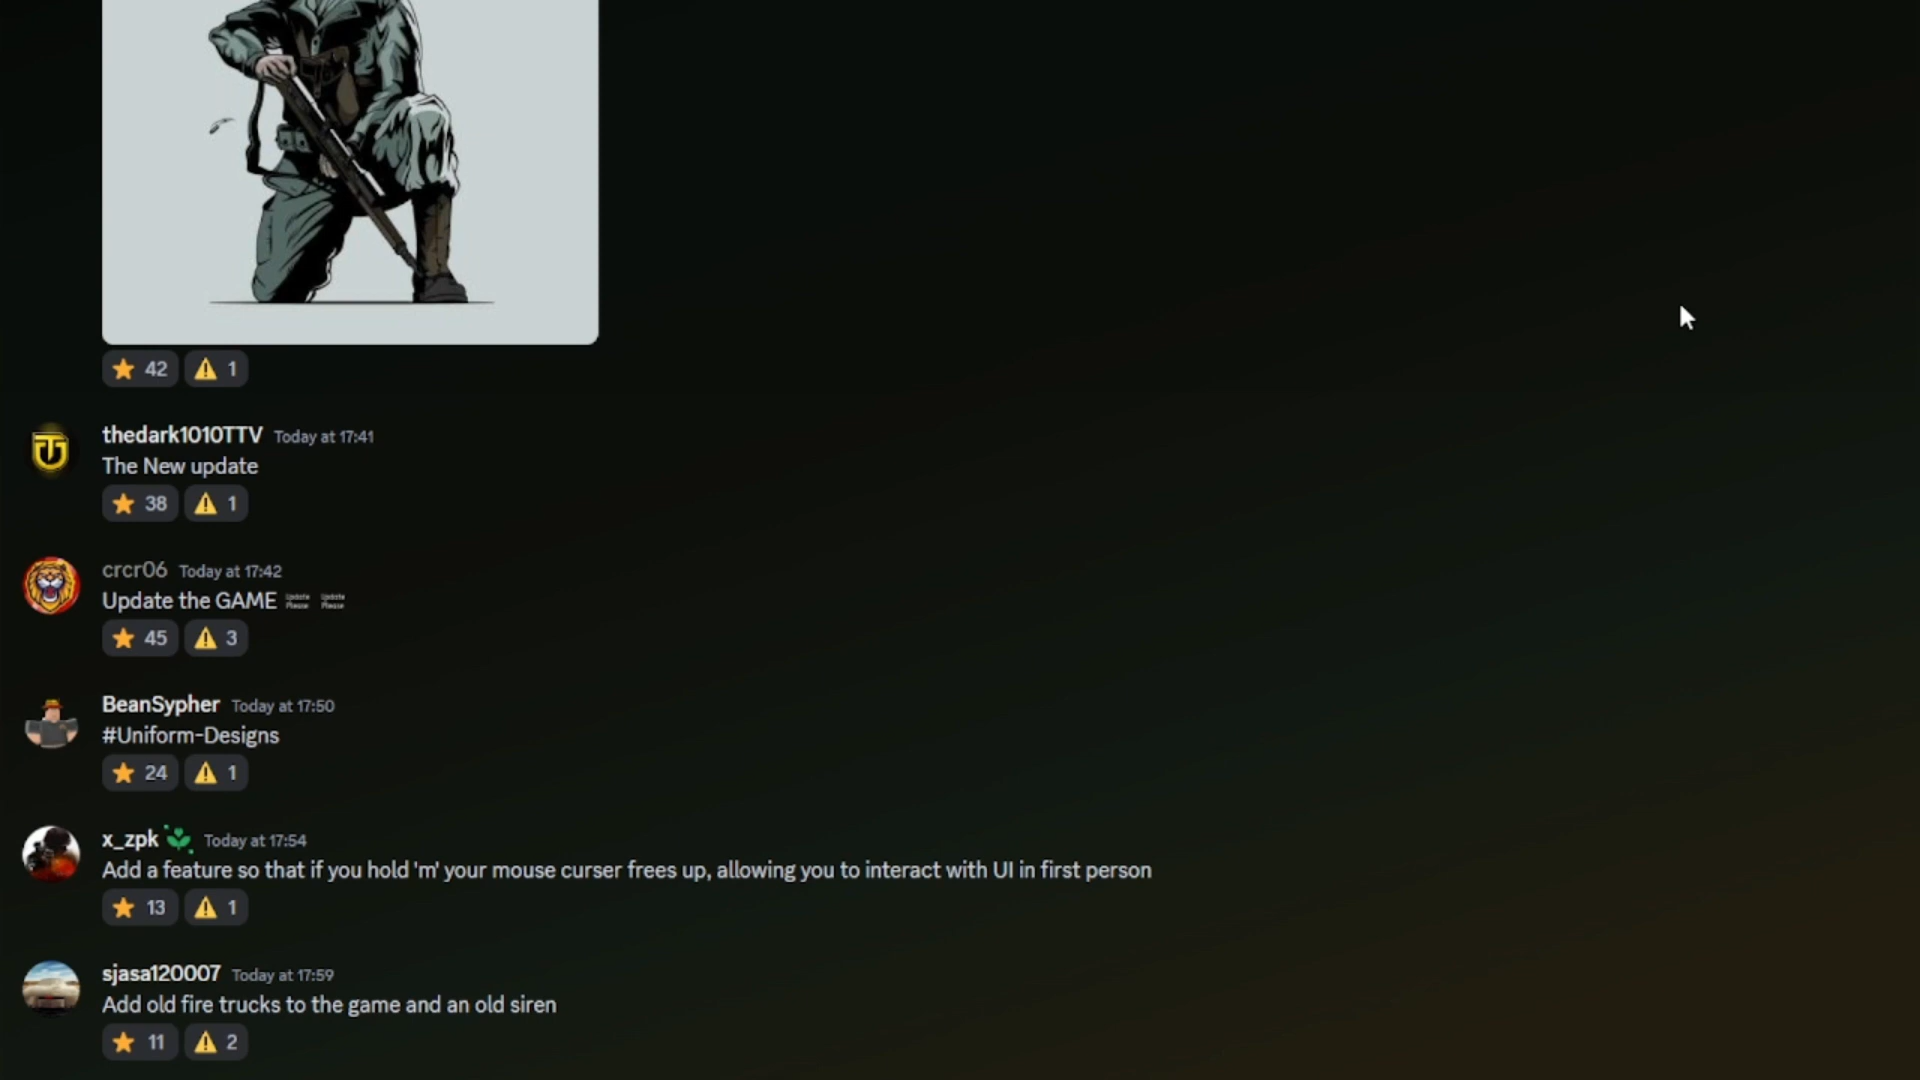 42 1
thedark1010TTV Today at 17:41
The New update
38 1
crcr06 Today at 17:42
Update the GAME Update Please Update Please
45 3
BeanSypher Today at 17:50
#Uniform-Designs
24 1
x_zpk Today at 17:54
Add a feature so that if you hold 'm' your mouse curser frees up, allowing you to interact with UI in first person
13 1
sjasa120007 Today at 17:59
Add old fire trucks to the game and an old siren
11 2